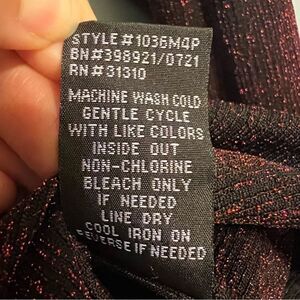 STYLE#1036M4P
BN#398921/0721
RN#31310
MACHINE WASH COLD
GENTLE CYCLE
WITH LIKE COLORS
INSIDE OUT
NON-CHLORINE
BLEACH ONLY
IF NEEDED
LINE DRY
COOL IRON ON
REVERSE IF NEEDED